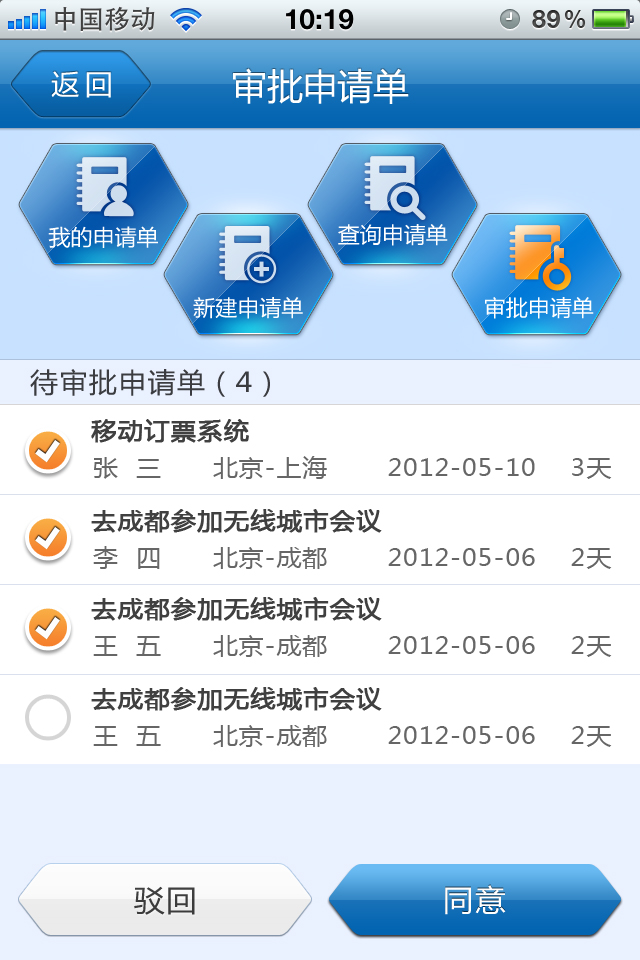 中国移动 10:19 89%
返回 审批申请单
我的申请单 查询申请单
新建申请单 审批申请单
待审批申请单(4)
移动订票系统
张 三 北京-上海 2012-05-10 3天
去成都参加无线城市会议
李 四 北京-成都 2012-05-06 2天
去成都参加无线城市会议
王 五 北京-成都 2012-05-06 2天
去成都参加无线城市会议
王 五 北京-成都 2012-05-06 2天
驳回 同意